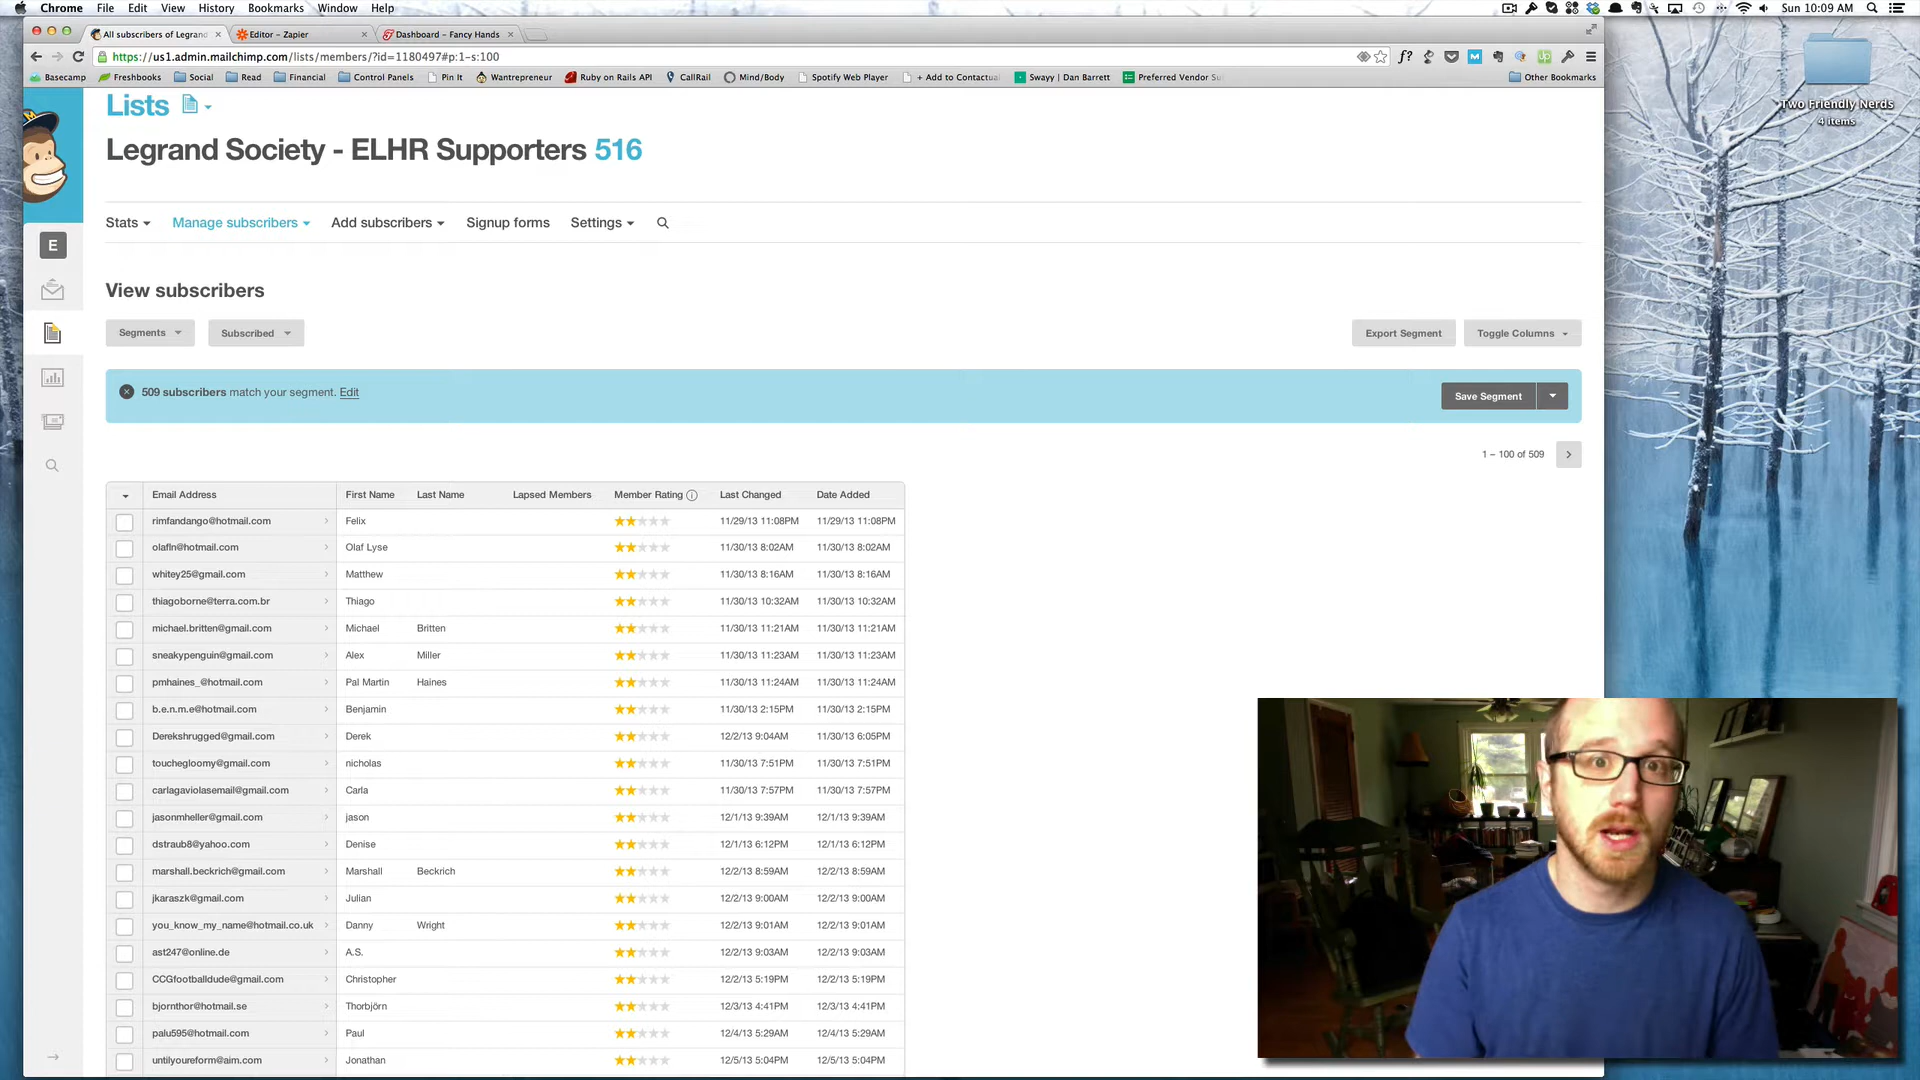 Chrome File Edit View History Bookmarks Window Help Sun 10:09 AM
All subscribers of Legrand Editor - Zapier Dashboard - Fancy Hands
https://us1.admin.mailchimp.com/lists/members/?id=1180497#p:1-s:100
Basecamp Freshbooks Social Read Financial Control Panels Pin It Wantrepreneur Ruby on Rails API CallRail Mind/Body Spotify Web Player + Add to Contactual Swayy | Dan Barrett Preferred Vendor Su Other Bookmarks
Two Friendly Nerds
4 items
Lists
Legrand Society - ELHR Supporters 516
Stats Manage subscribers Add subscribers Signup forms Settings
E
View subscribers
Segments Subscribed Export Segment Toggle Columns
509 subscribers match your segment. Edit Save Segment
1 – 100 of 509
Email Address First Name Last Name Lapsed Members Member Rating Last Changed Date Added
rimfandango@hotmail.com Felix 11/29/13 11:08PM 11/29/13 11:08PM
olafln@hotmail.com Olaf Lyse 11/30/13 8:02AM 11/30/13 8:02AM
whitey25@gmail.com Matthew 11/30/13 8:16AM 11/30/13 8:16AM
thiagoborne@terra.com.br Thiago 11/30/13 10:32AM 11/30/13 10:32AM
michael.britten@gmail.com Michael Britten 11/30/13 11:21AM 11/30/13 11:21AM
sneakypenguin@gmail.com Alex Miller 11/30/13 11:23AM 11/30/13 11:23AM
pmhaines_@hotmail.com Pal Martin Haines 11/30/13 11:24AM 11/30/13 11:24AM
b.e.n.m.e@hotmail.com Benjamin 11/30/13 2:15PM 11/30/13 2:15PM
Derekshrugged@gmail.com Derek 12/2/13 9:04AM 11/30/13 6:05PM
touchegloomy@gmail.com nicholas 11/30/13 7:51PM 11/30/13 7:51PM
carlagaviolasemail@gmail.com Carla 11/30/13 7:57PM 11/30/13 7:57PM
jasonmheller@gmail.com jason 12/1/13 9:39AM 12/1/13 9:39AM
dstraub8@yahoo.com Denise 12/1/13 6:12PM 12/1/13 6:12PM
marshall.beckrich@gmail.com Marshall Beckrich 12/2/13 8:59AM 12/2/13 8:59AM
jkaraszk@gmail.com Julian 12/2/13 9:00AM 12/2/13 9:00AM
you_know_my_name@hotmail.co.uk Danny Wright 12/2/13 9:01AM 12/2/13 9:01AM
ast247@online.de A.S. 12/2/13 9:03AM 12/2/13 9:03AM
CCGfootballdude@gmail.com Christopher 12/2/13 5:19PM 12/2/13 5:19PM
bjornthor@hotmail.se Thorbjörn 12/3/13 4:41PM 12/3/13 4:41PM
palu595@hotmail.com Paul 12/4/13 5:29AM 12/4/13 5:29AM
untilyoureform@aim.com Jonathan 12/5/13 5:04PM 12/5/13 5:04PM